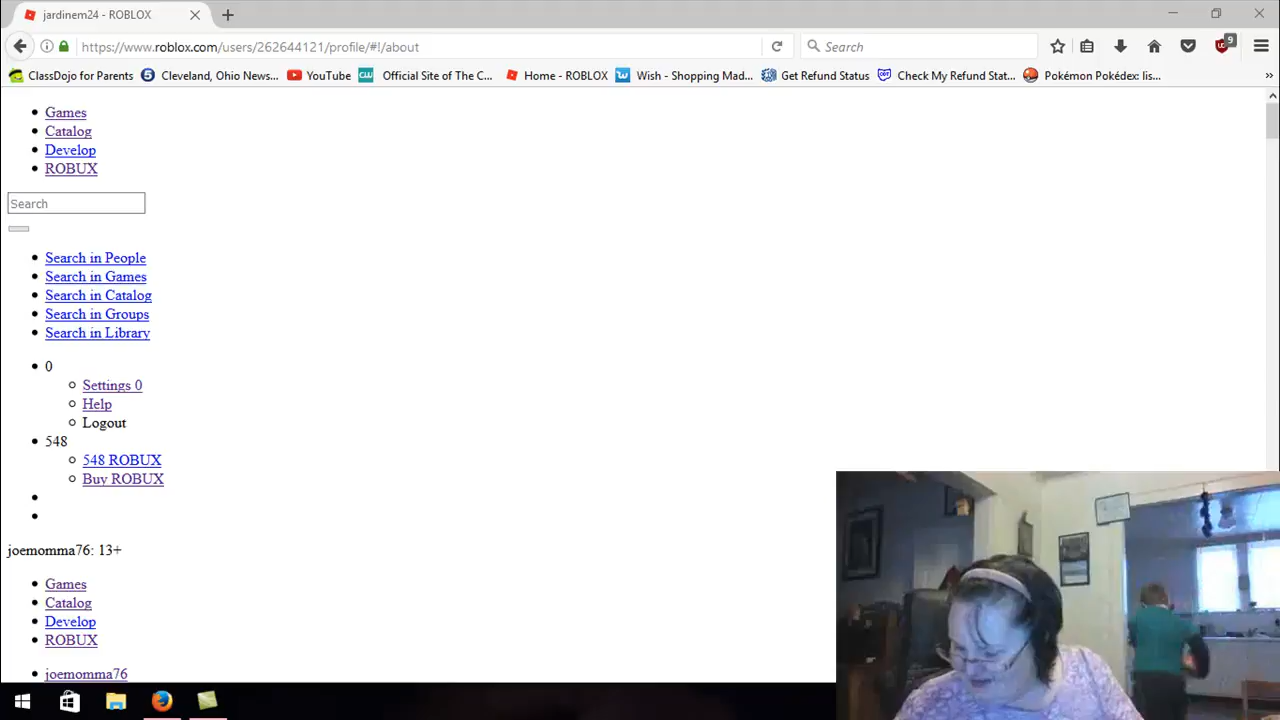 jardinem24 - ROBLOX
https://www.roblox.com/users/262644121/profile/#!/about
Search
9
ClassDojo for Parents
Cleveland, Ohio News...
YouTube
CW Official Site of The C...
Home - ROBLOX
Wish - Shopping Mad...
Get Refund Status
Check My Refund Stat...
Pokémon Pokédex: lis...
Games
Catalog
Develop
ROBUX
Search
Search in People
Search in Games
Search in Catalog
Search in Groups
Search in Library
0
Settings 0
Help
Logout
548
548 ROBUX
Buy ROBUX
joemomma76: 13+
Games
Catalog
Develop
ROBUX
joemomma76